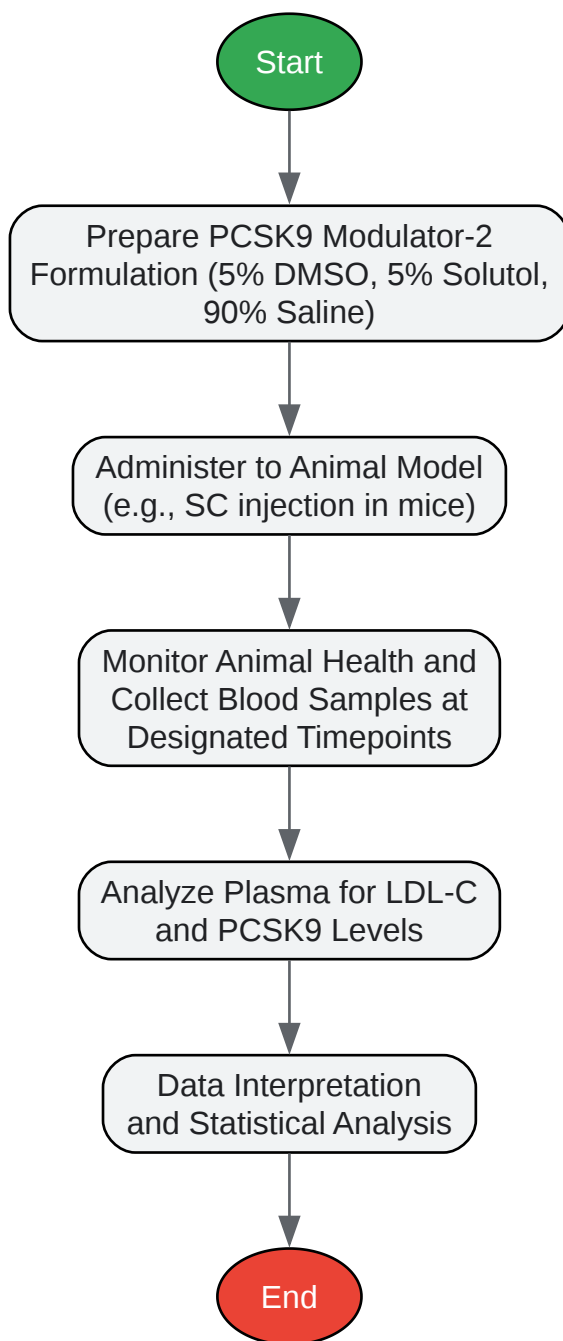 Start
Prepare PCSK9 Modulator-2
Formulation (5% DMSO, 5% Solutol,
90% Saline)
Administer to Animal Model
(e.g., SC injection in mice)
Monitor Animal Health and
Collect Blood Samples at
Designated Timepoints
Analyze Plasma for LDL-C
and PCSK9 Levels
Data Interpretation
and Statistical Analysis
End